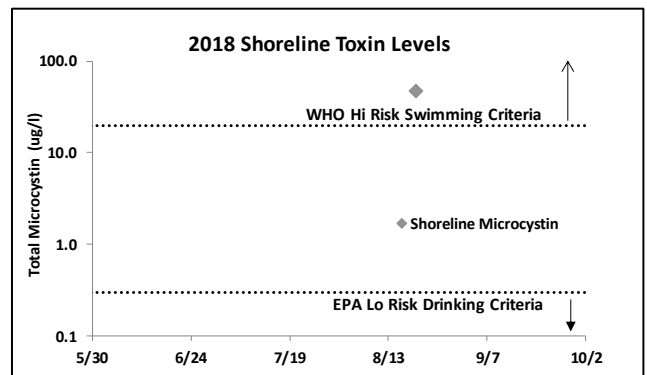 2018 Shoreline Toxin Levels
Total Microcystin (ug/l)
100.0
10.0
1.0
0.1
WHO Hi Risk Swimming Criteria
Shoreline Microcystin
EPA Lo Risk Drinking Criteria
5/30 6/24 7/19 8/13 9/7 10/2